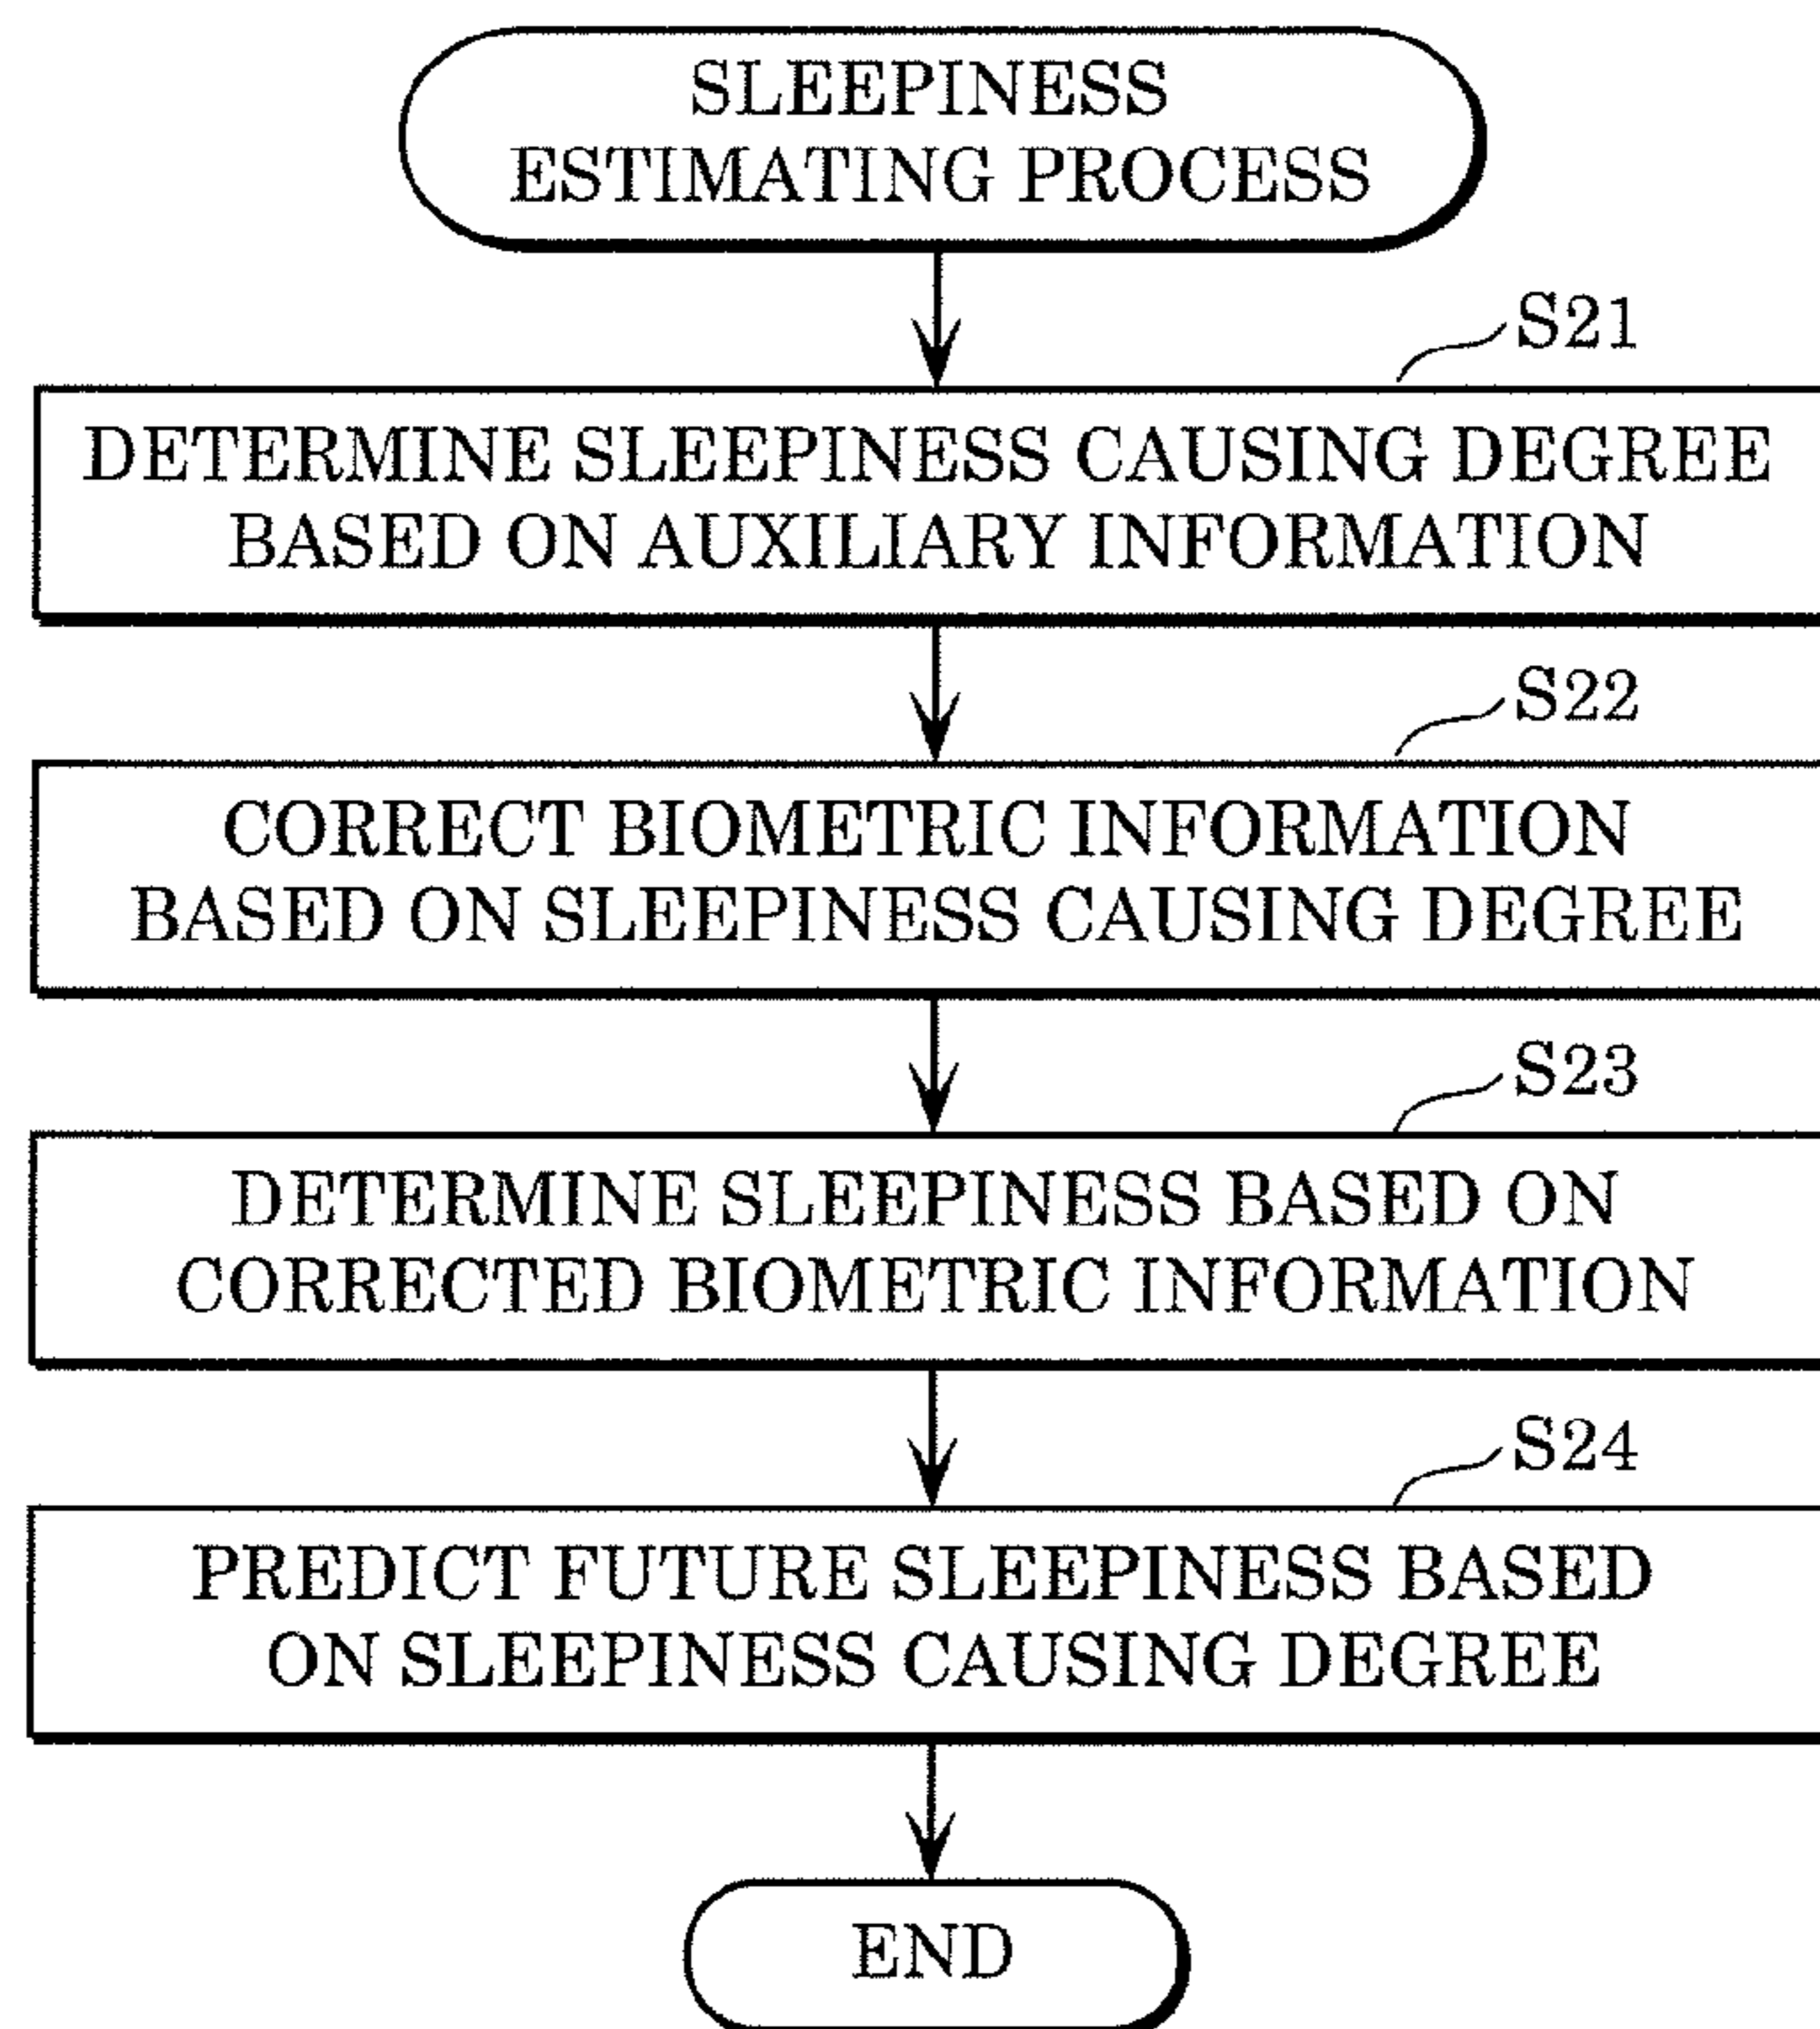 SLEEPINESS
ESTIMATING PROCESS
S21
DETERMINE SLEEPINESS CAUSING DEGREE
BASED ON AUXILIARY INFORMATION
S22
CORRECT BIOMETRIC INFORMATION
BASED ON SLEEPINESS CAUSING DEGREE
S23
DETERMINE SLEEPINESS BASED ON
CORRECTED BIOMETRIC INFORMATION
S24
PREDICT FUTURE SLEEPINESS BASED
ON SLEEPINESS CAUSING DEGREE
END